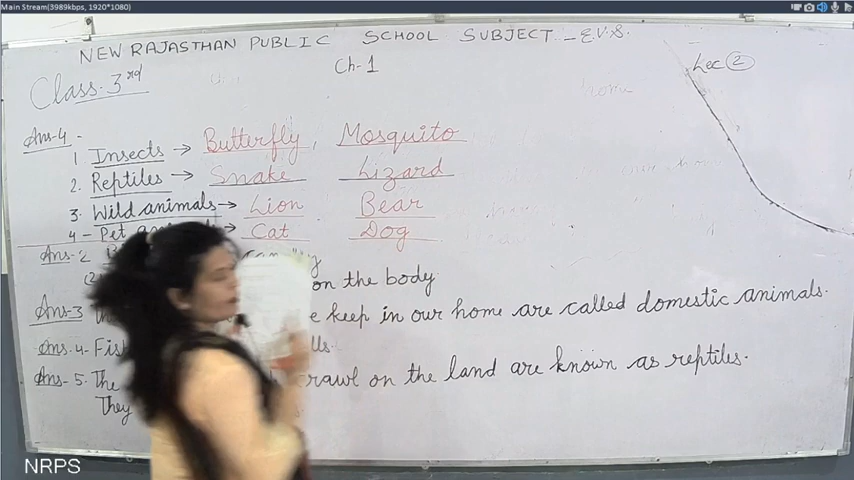 Main Stream(3989kbps, 1920*1080)
NEW RAJASTHAN PUBLIC SCHOOL SUBJECT - E.V.S.
Class-3rd
Ch-1
Lec 2
home
Ans-4 -
1. Insects → Butterfly, Mosquito
2. Reptiles → Snake Lizard
3. Wild animals → Lion Bear
4 - Pet → Cat Dog
Ans-2
on the body
Ans-3 keep in our home are called domestic animals.
Ans.4- Fis lls.
Ans-5. The crawl on the land are known as reptiles.
They
NRPS